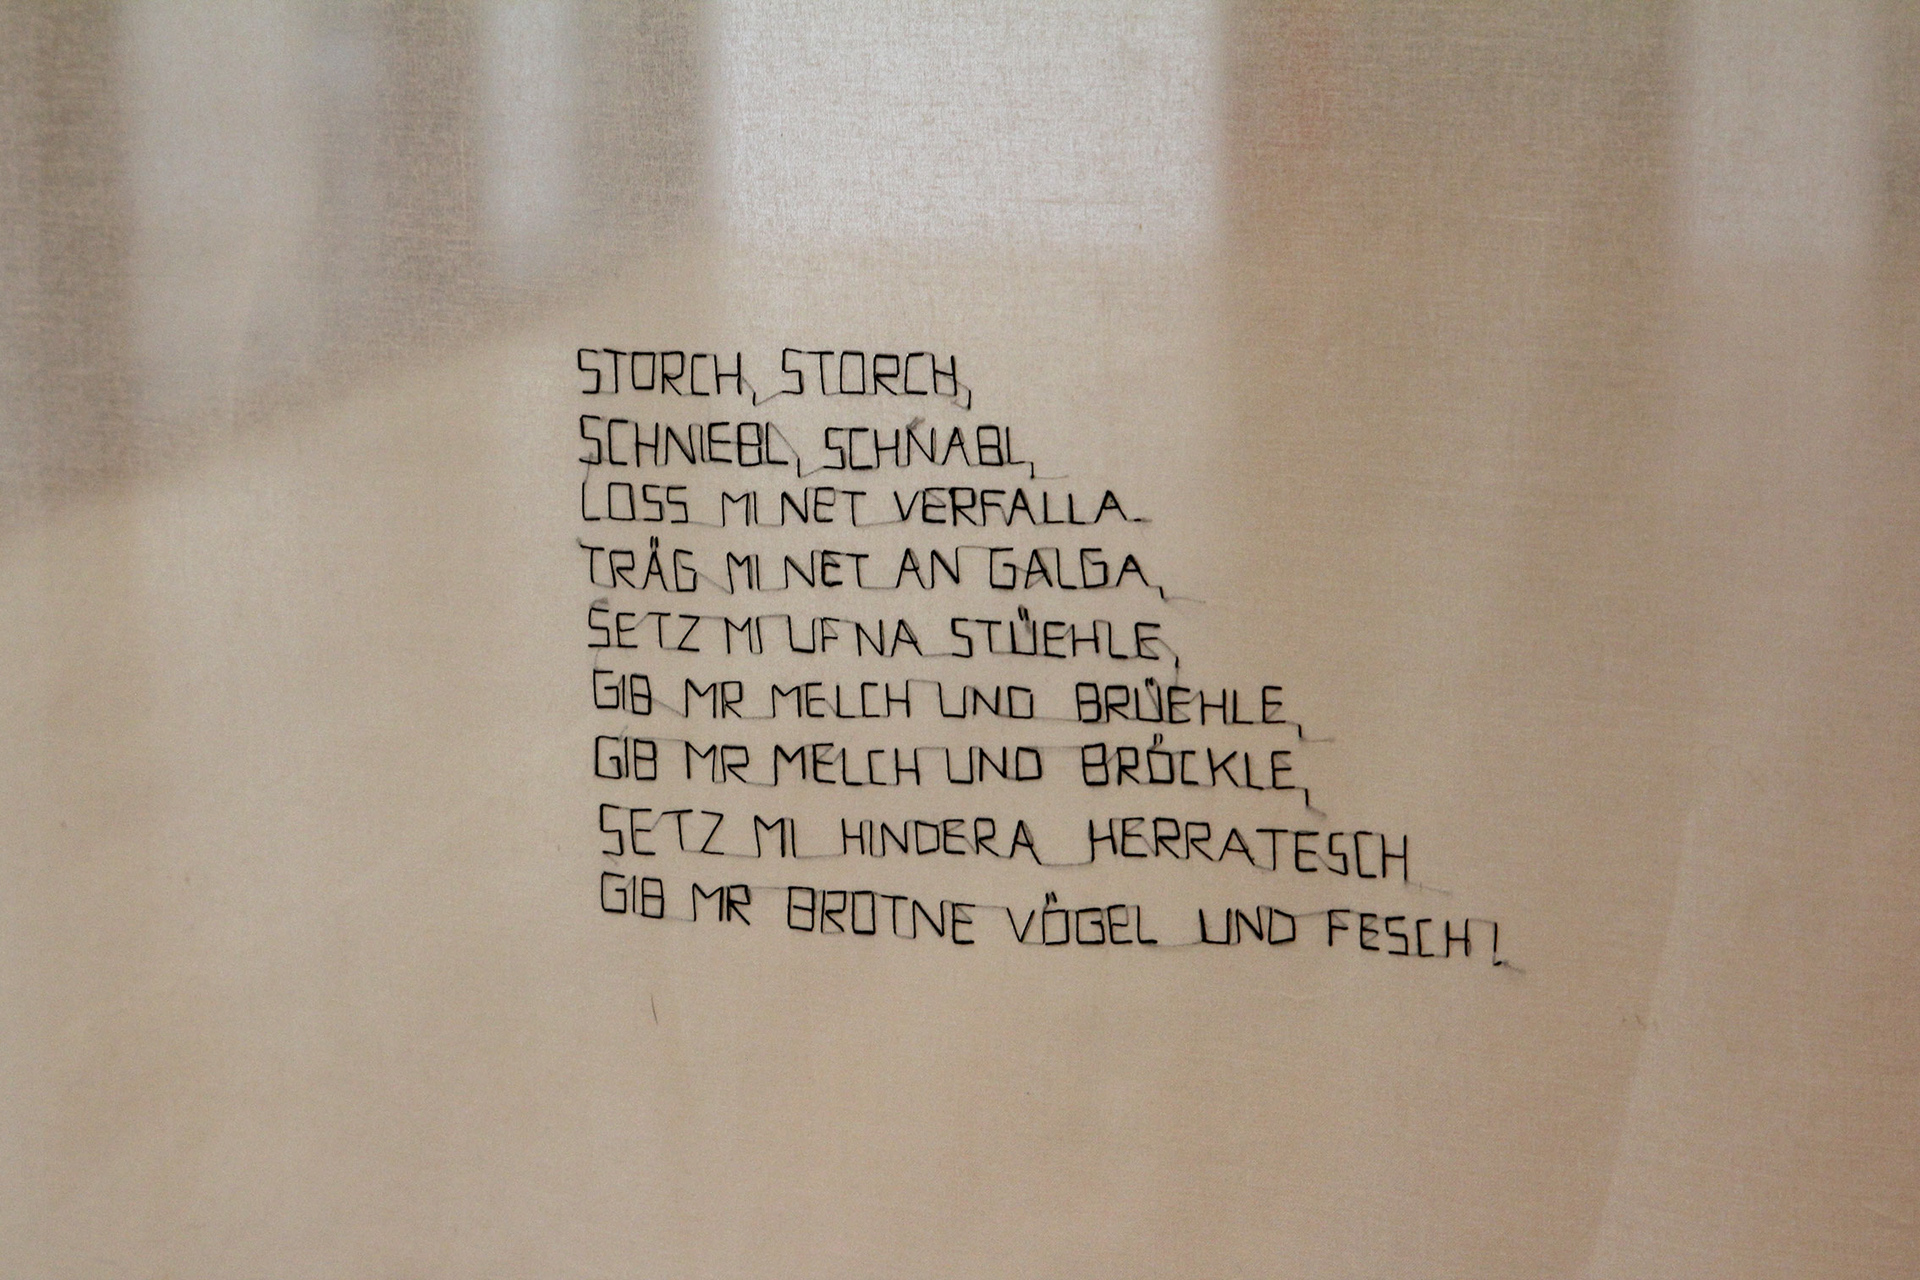 STORCH, STORCH,
SCHNIEBL, SCHNABL,
LOSS MI NET VERFALLA.
TRÄG MI NET AN GALGA,
SETZ MI UF NA STÜEHLE,
GIB MR MELCH UND BRÜEHLE,
GIB MR MELCH UND BRÖCKLE,
SETZ MI HINDERA HERRATESCH
GIB MR BROTNE VÖGEL UND FESCH!